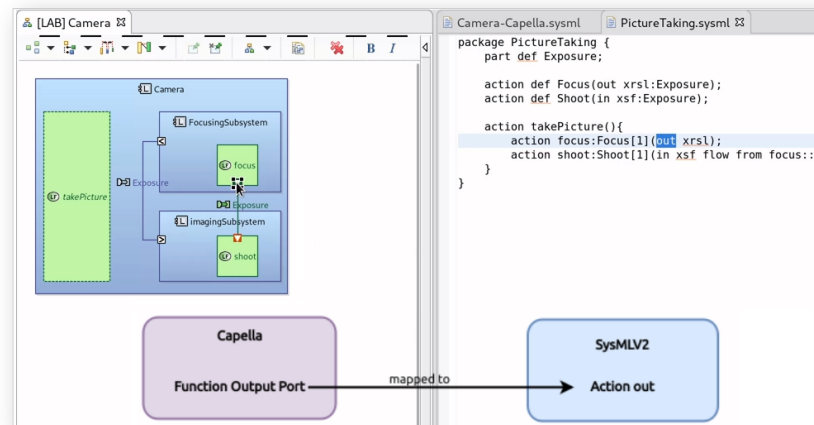 [LAB] Camera
Camera-Capella.sysml
PictureTaking.sysml
B I
package PictureTaking {
part def Exposure;
action def Focus(out xrsl:Exposure);
action def Shoot(in xsf:Exposure);
action takePicture(){
action focus:Focus[1](out xrsl);
action shoot:Shoot[1](in xsf flow from focus::
}
}
Camera
FocusingSubsystem
focus
Exposure
takePicture
Exposure
imagingSubsystem
shoot
Capella
Function Output Port
mapped to
SysMLV2
Action out